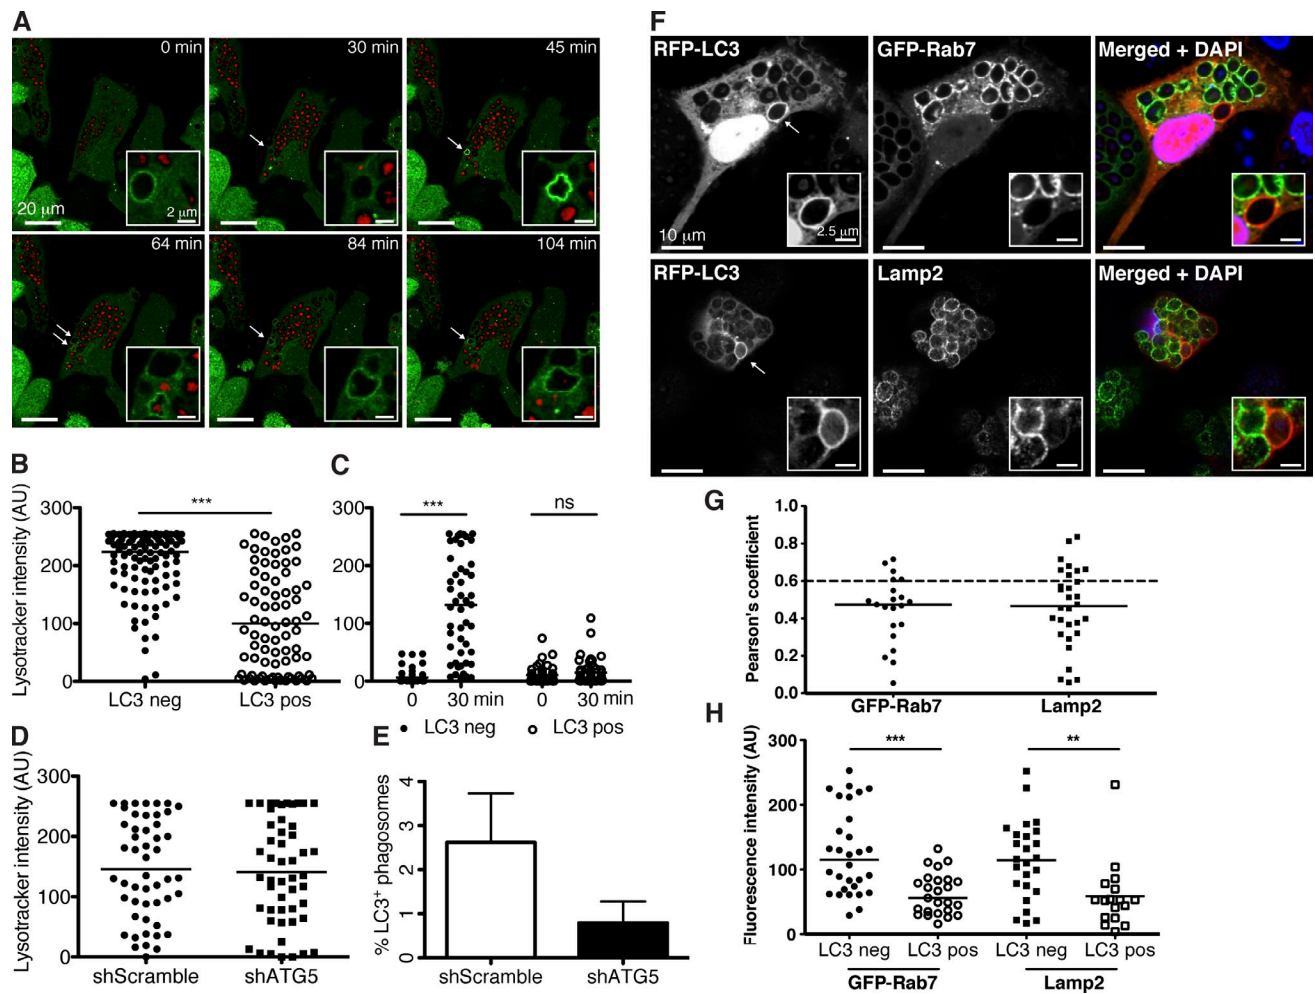 A
0 min
30 min
45 min
20 µm
2 µm
64 min
84 min
104 min
F
RFP-LC3
GFP-Rab7
Merged + DAPI
10 µm
2.5 µm
RFP-LC3
Lamp2
Merged + DAPI
B
Lysotracker intensity (AU)
300
200
100
0
***
LC3 neg
LC3 pos
C
300
200
100
0
***
ns
0
30 min
0
30 min
● LC3 neg
○ LC3 pos
D
Lysotracker intensity (AU)
300
200
100
0
shScramble
shATG5
E
% LC3⁺ phagosomes
4
3
2
1
0
shScramble
shATG5
G
Pearson's coefficient
1.0
0.8
0.6
0.4
0.2
0.0
GFP-Rab7
Lamp2
H
Fluorescence intensity (AU)
300
200
100
0
***
**
LC3 neg
LC3 pos
LC3 neg
LC3 pos
GFP-Rab7
Lamp2